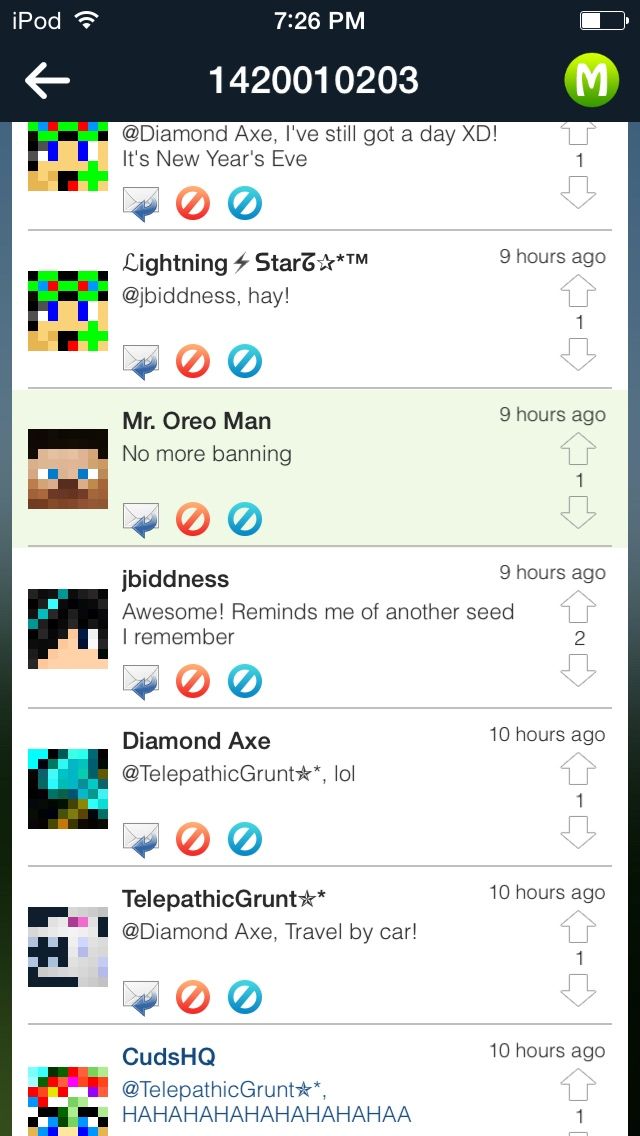 iPod 7:26 PM
1420010203
M
@Diamond Axe, I've still got a day XD!
It's New Year's Eve
1
ℒightning⚡Starઠ☆*™ 9 hours ago
@jbiddness, hay!
1
Mr. Oreo Man 9 hours ago
No more banning
1
jbiddness 9 hours ago
Awesome! Reminds me of another seed
I remember
2
Diamond Axe 10 hours ago
@TelepathicGrunt✯*, lol
1
TelepathicGrunt✯* 10 hours ago
@Diamond Axe, Travel by car!
1
CudsHQ 10 hours ago
@TelepathicGrunt✯*,
HAHAHAHAHAHAHAHAHAA
1